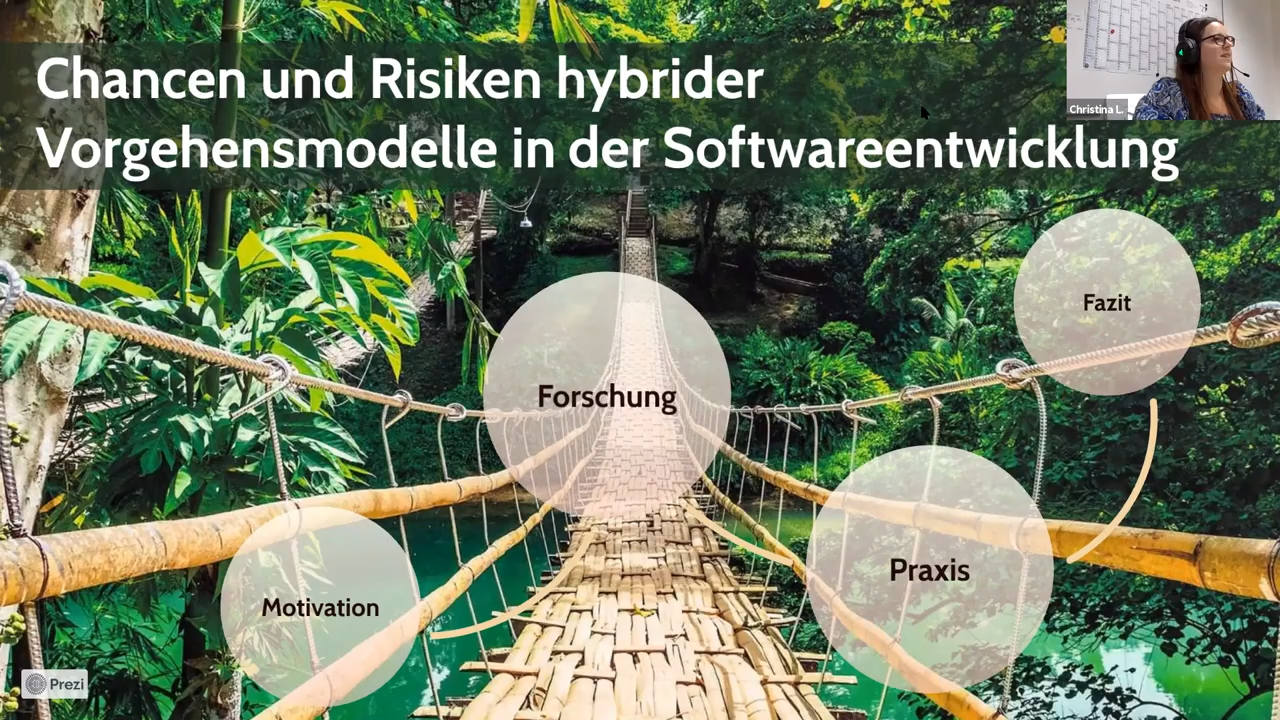 Chancen und Risiken hybrider
Vorgehensmodelle in der Softwareentwicklung
Christina L.
Fazit
Forschung
Praxis
Motivation
Prezi